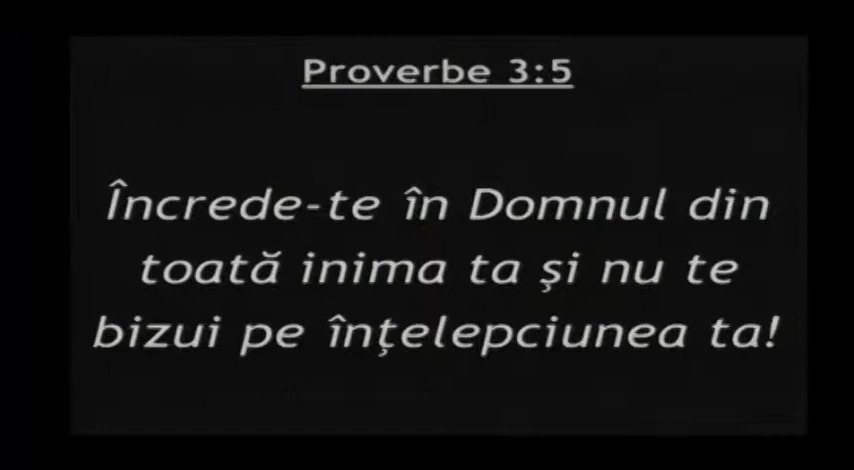 Proverbe 3:5
Încrede-te în Domnul din
toată inima ta şi nu te
bizui pe înţelepciunea ta!